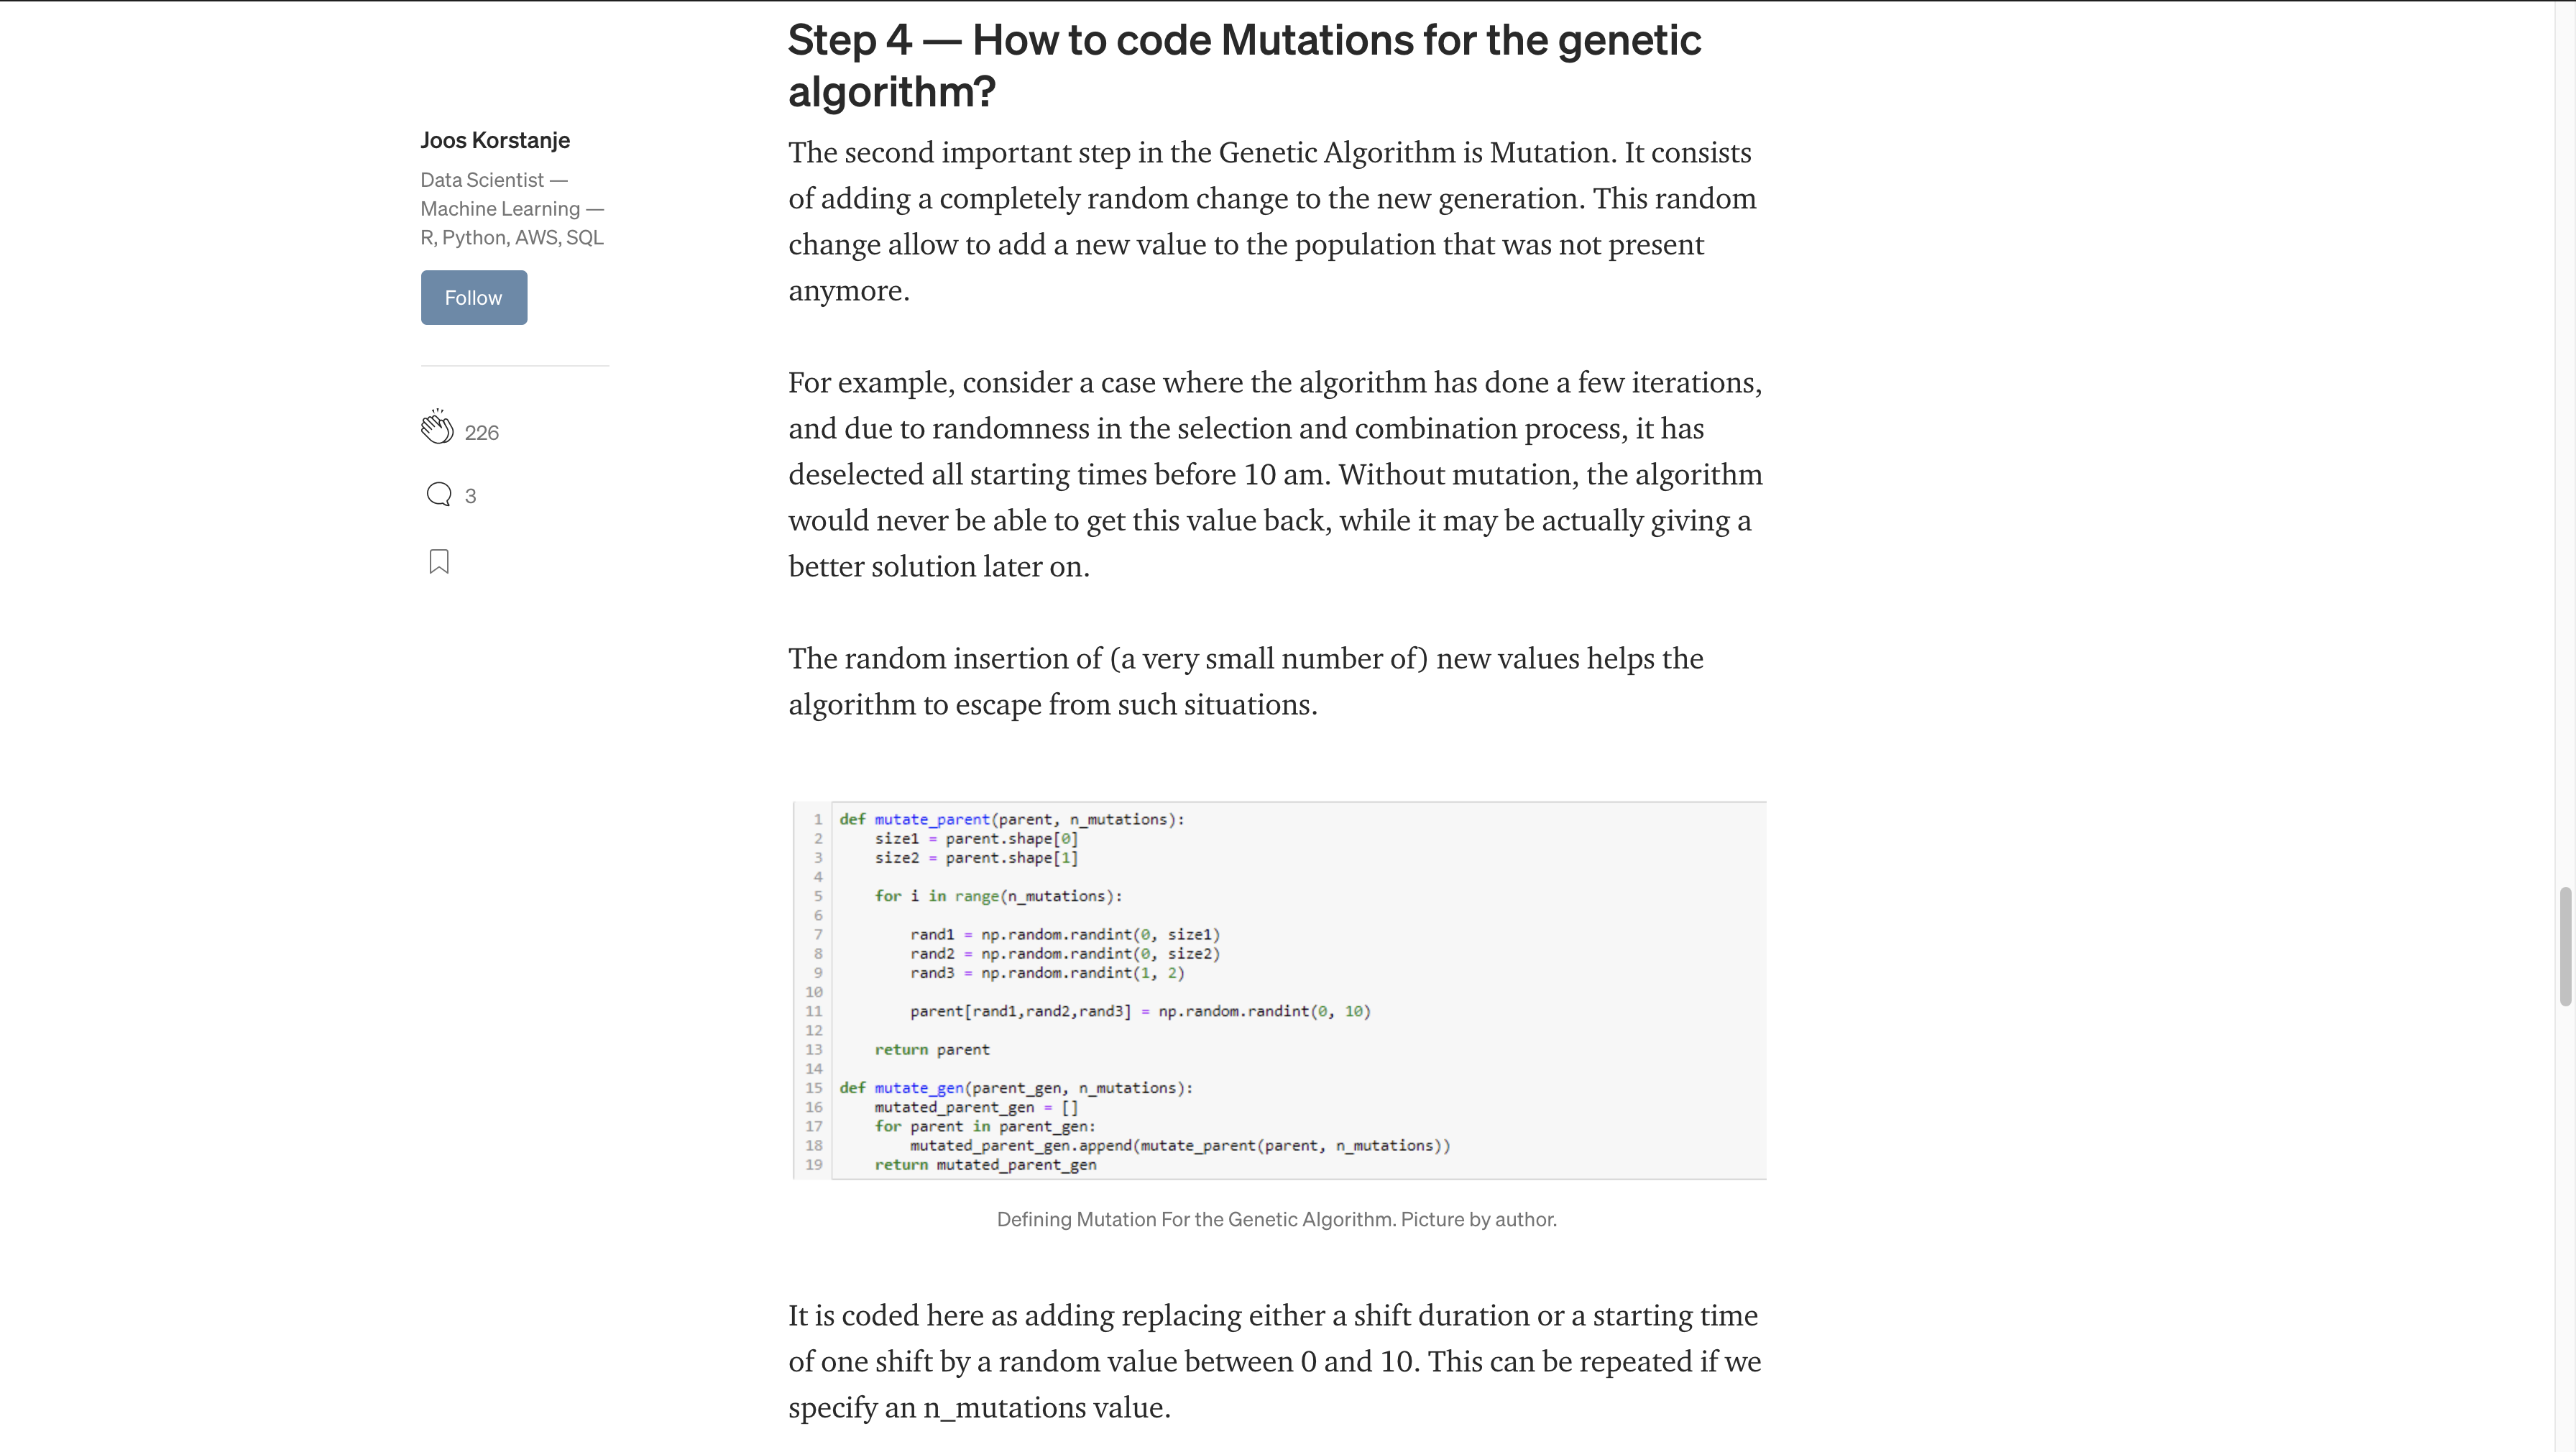 Step 4 — How to code Mutations for the genetic
algorithm?
Joos Korstanje
Data Scientist —
Machine Learning —
R, Python, AWS, SQL
Follow
226
3
The second important step in the Genetic Algorithm is Mutation. It consists
of adding a completely random change to the new generation. This random
change allow to add a new value to the population that was not present
anymore.
For example, consider a case where the algorithm has done a few iterations,
and due to randomness in the selection and combination process, it has
deselected all starting times before 10 am. Without mutation, the algorithm
would never be able to get this value back, while it may be actually giving a
better solution later on.
The random insertion of (a very small number of) new values helps the
algorithm to escape from such situations.
1 def mutate_parent(parent, n_mutations):
2     size1 = parent.shape[0]
3     size2 = parent.shape[1]
4
5     for i in range(n_mutations):
6
7         rand1 = np.random.randint(0, size1)
8         rand2 = np.random.randint(0, size2)
9         rand3 = np.random.randint(1, 2)
10
11         parent[rand1,rand2,rand3] = np.random.randint(0, 10)
12
13     return parent
14
15 def mutate_gen(parent_gen, n_mutations):
16     mutated_parent_gen = []
17     for parent in parent_gen:
18         mutated_parent_gen.append(mutate_parent(parent, n_mutations))
19     return mutated_parent_gen
Defining Mutation For the Genetic Algorithm. Picture by author.
It is coded here as adding replacing either a shift duration or a starting time
of one shift by a random value between 0 and 10. This can be repeated if we
specify an n_mutations value.